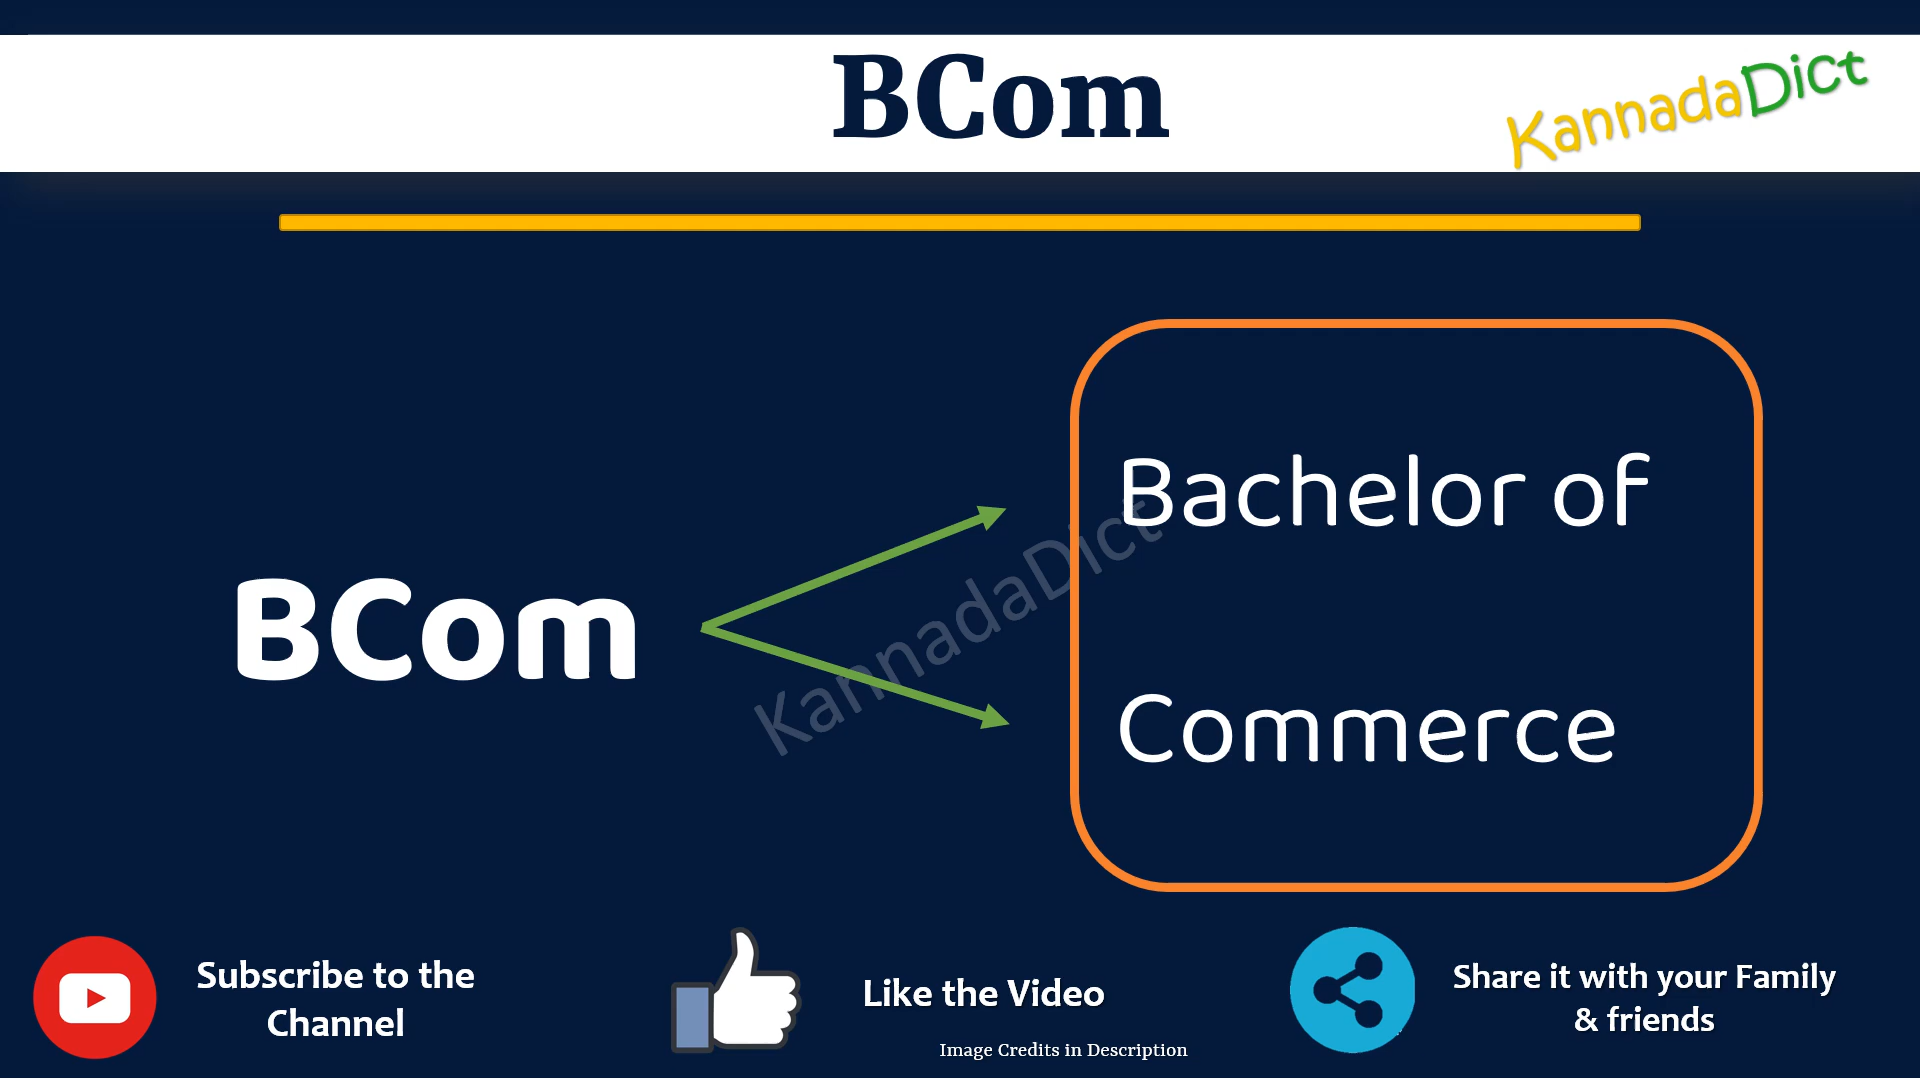 BCom
KannadaDict
Bachelor of
BCom
KannadaDict
Commerce
Subscribe to the
Channel
Like the Video
Share it with your Family
& friends
Image Credits in Description